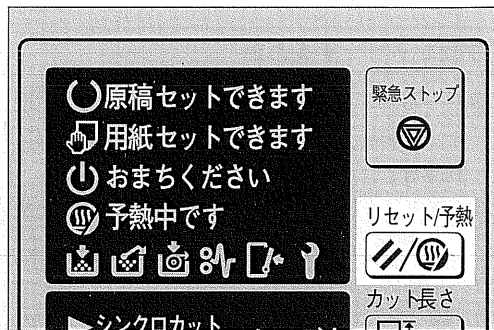 原稿セットできます
用紙セットできます
おまちください
予熱中です
シンクロカット
緊急ストップ
リセット/予熱
カット長さ